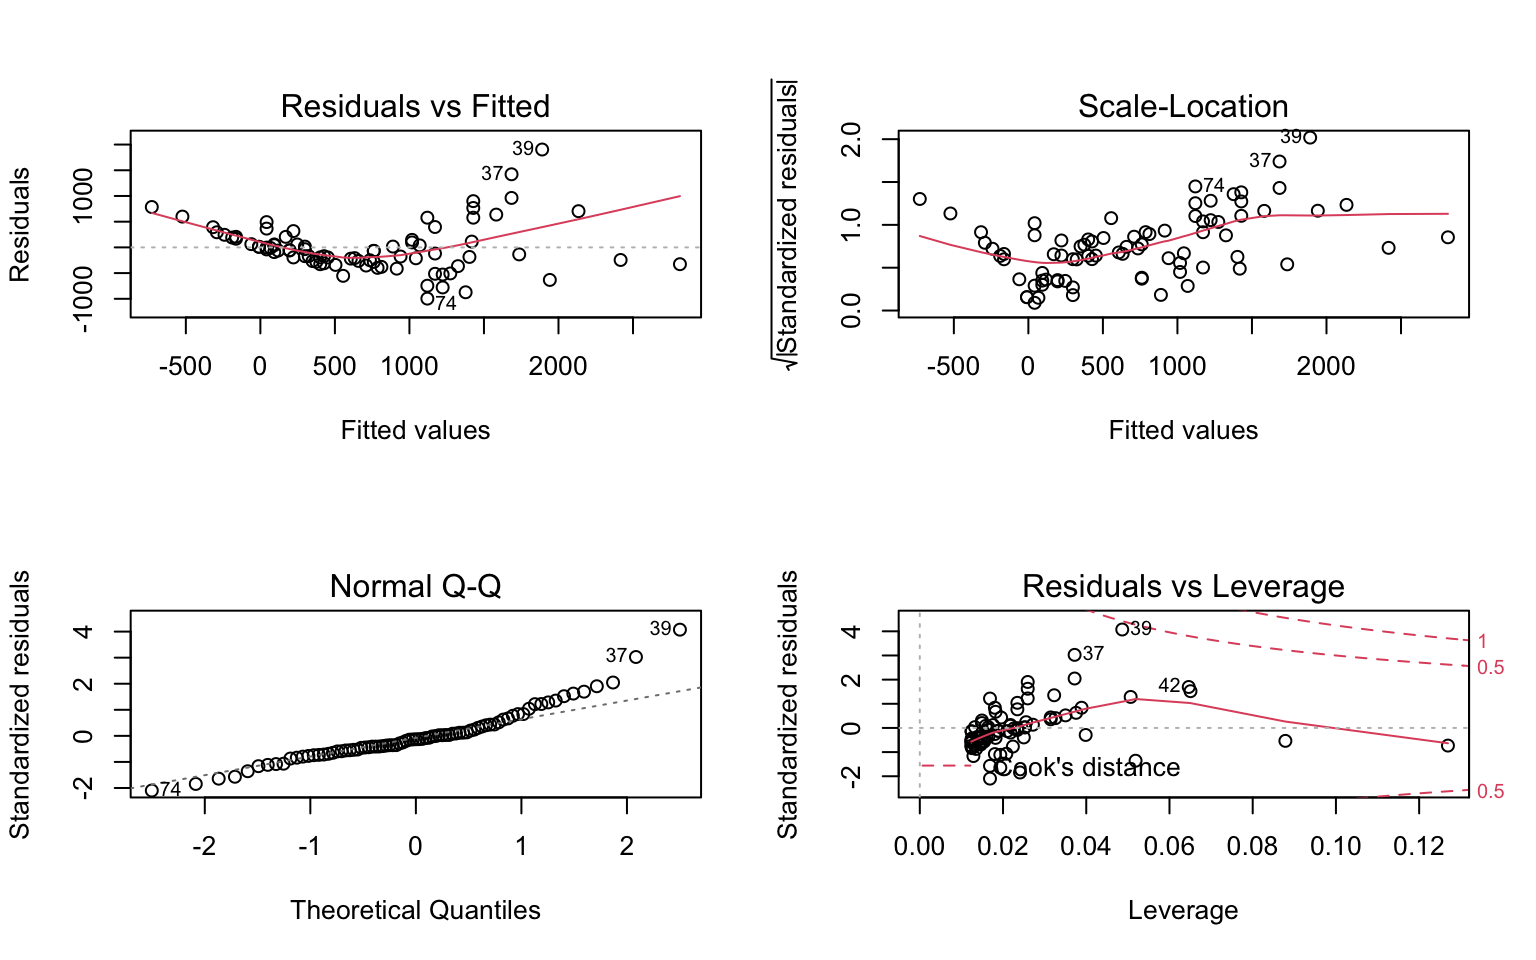 Residuals vs Fitted
Residuals
1000
-1000
39
37
74
-500 0 500 1000 2000
Fitted values
Scale-Location
√|Standardized residuals|
2.0
1.0
0.0
39
37
74
-500 0 500 1000 2000
Fitted values
Normal Q-Q
Standardized residuals
4
2
0
-2
39
37
74
-2 -1 0 1 2
Theoretical Quantiles
Residuals vs Leverage
Standardized residuals
4
2
0
-2
39
37
42
1
0.5
0.5
Cook's distance
0.00 0.02 0.04 0.06 0.08 0.10 0.12
Leverage